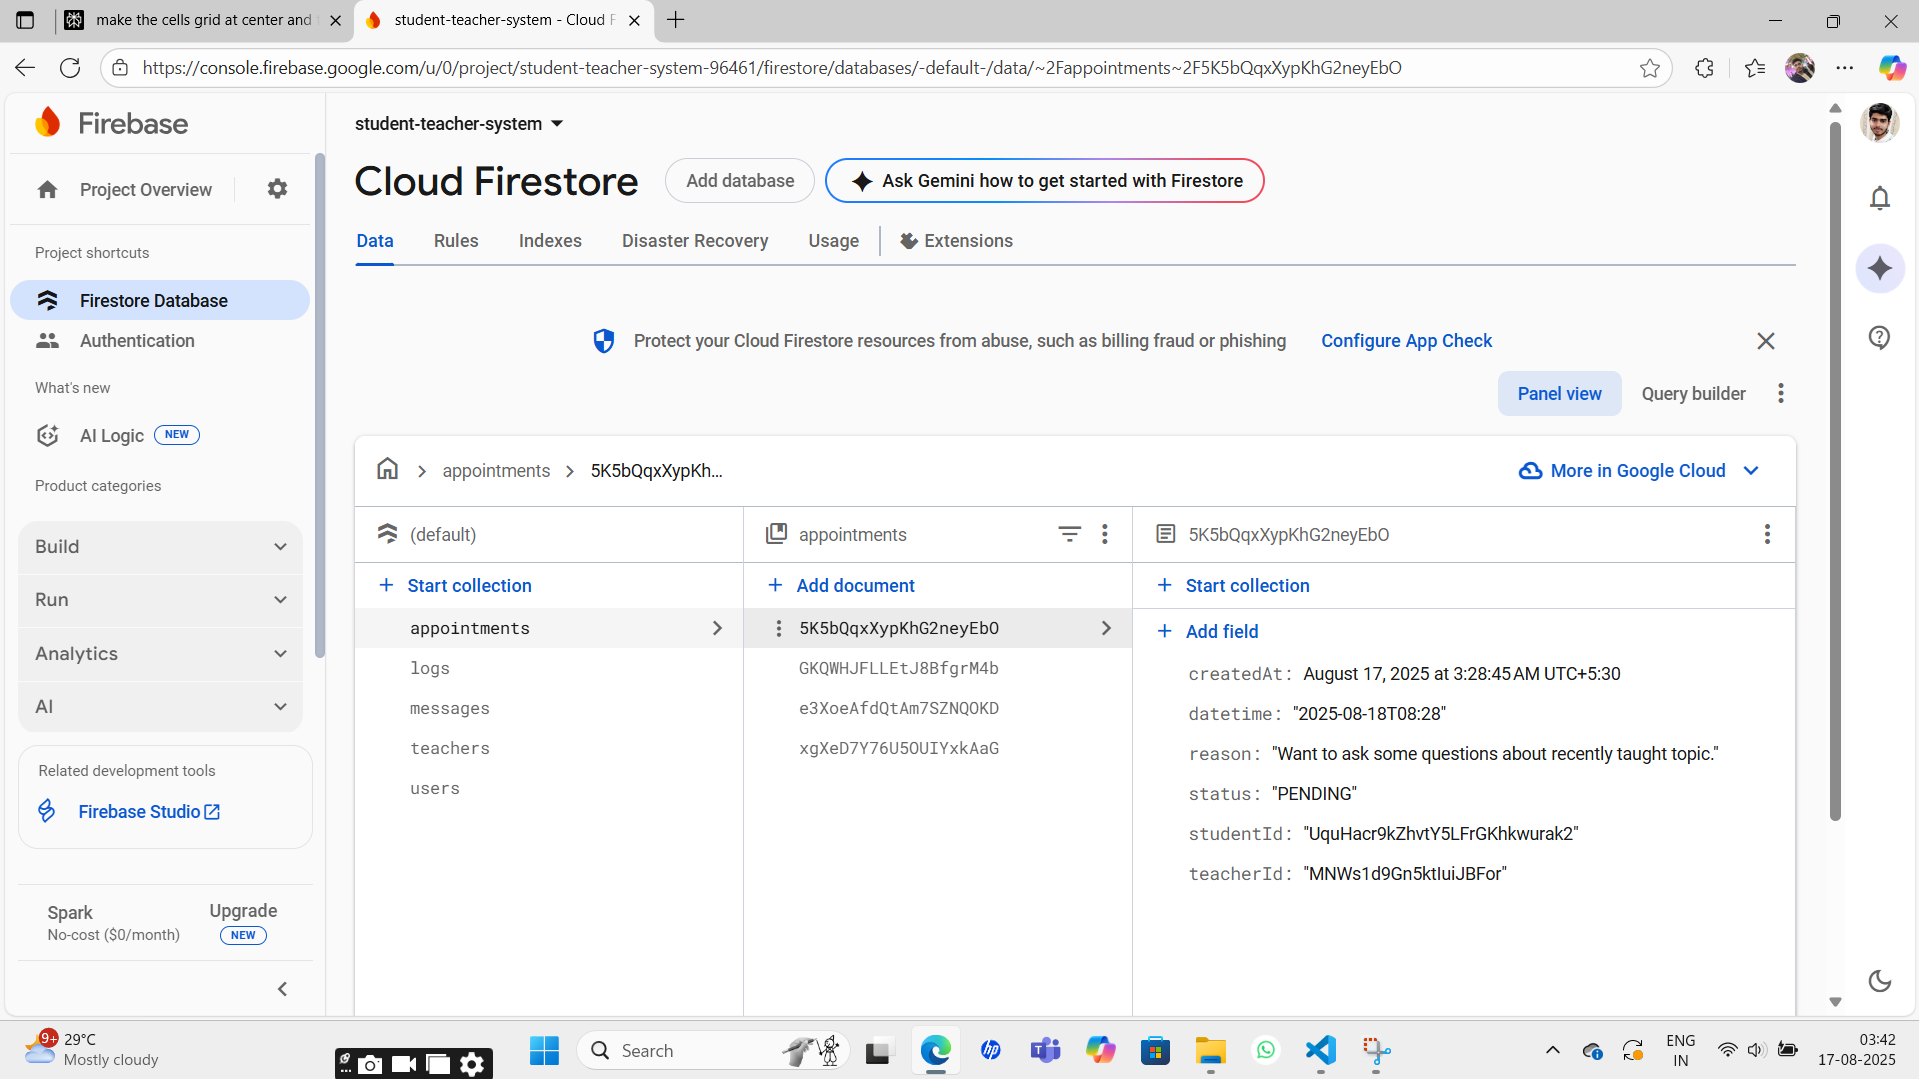 make the cells grid at center and
student-teacher-system - Cloud F
https://console.firebase.google.com/u/0/project/student-teacher-system-96461/firestore/databases/-default-/data/~2Fappointments~2F5K5bQqxXypKhG2neyEbO
Firebase
student-teacher-system
Project Overview
Cloud Firestore
Add database
Ask Gemini how to get started with Firestore
Data
Rules
Indexes
Disaster Recovery
Usage
Extensions
Project shortcuts
Firestore Database
Authentication
What's new
AI Logic
NEW
Product categories
Build
Run
Analytics
AI
Related development tools
Firebase Studio
Spark
No-cost ($0/month)
Upgrade
NEW
Protect your Cloud Firestore resources from abuse, such as billing fraud or phishing
Configure App Check
Panel view
Query builder
appointments
5K5bQqxXypKh...
More in Google Cloud
(default)
Start collection
appointments
logs
messages
teachers
users
appointments
Add document
5K5bQqxXypKhG2neyEbO
GKQWHJFLLEtJ8BfgrM4b
e3XoeAfdQtAm7SZNQOKD
xgXeD7Y76U5OUIYxkAaG
5K5bQqxXypKhG2neyEbO
Start collection
Add field
createdAt: August 17, 2025 at 3:28:45 AM UTC+5:30
datetime: "2025-08-18T08:28"
reason: "Want to ask some questions about recently taught topic."
status: "PENDING"
studentId: "UquHacr9kZhvtY5LFrGKhkwurak2"
teacherId: "MNWs1d9Gn5ktIuiJBFor"
9+
29°C
Mostly cloudy
Search
hp
ENG
IN
03:42
17-08-2025